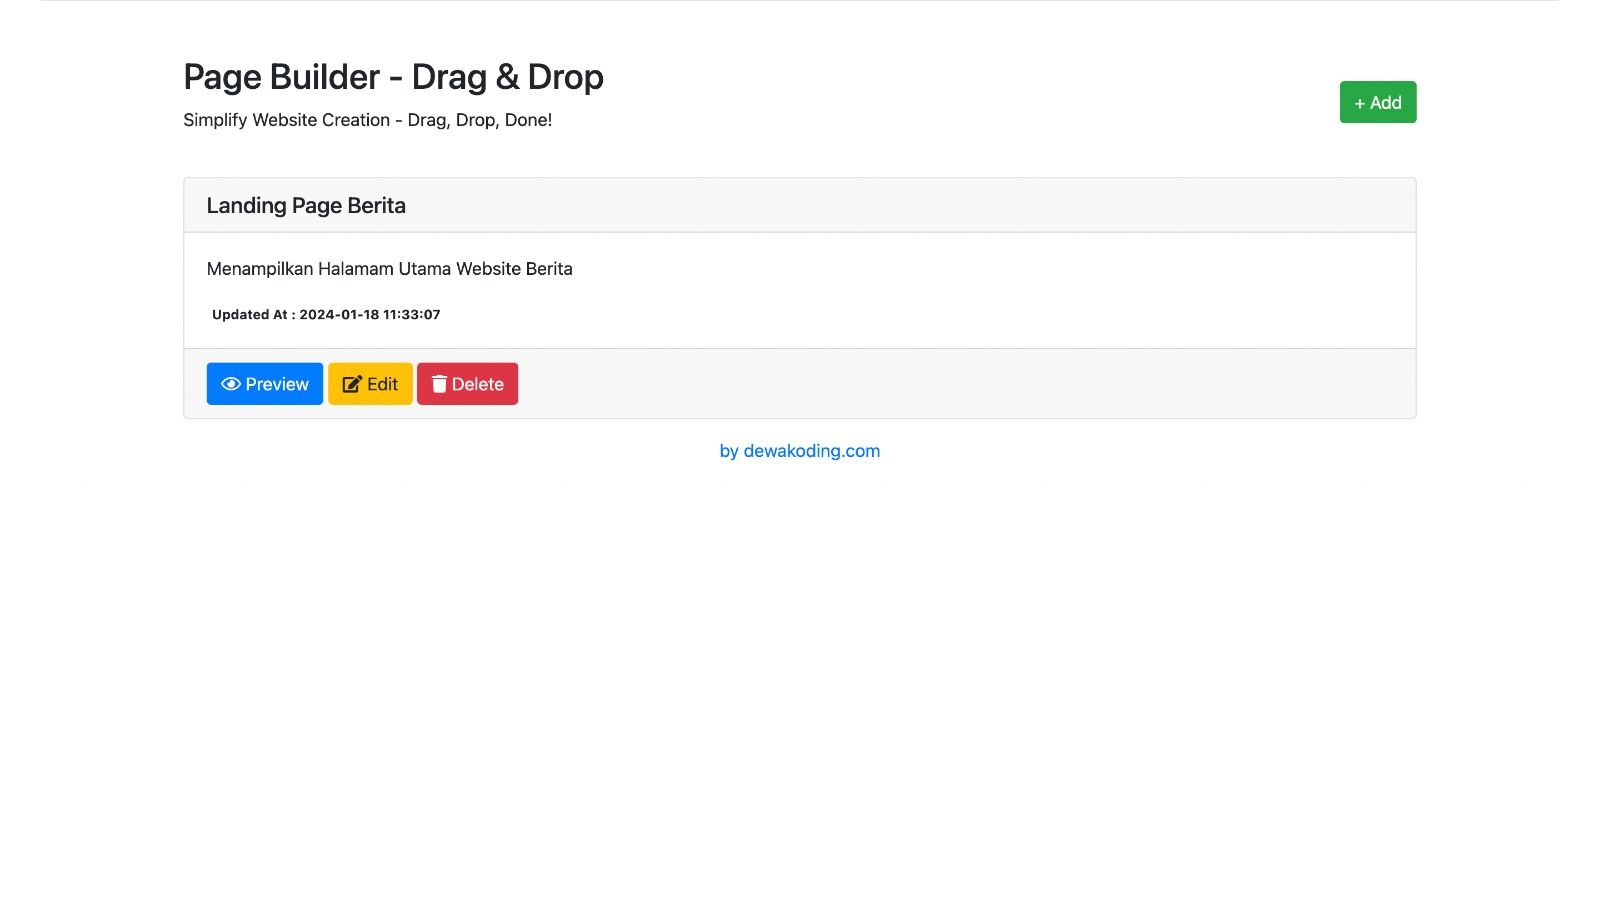 Page Builder - Drag & Drop
Simplify Website Creation - Drag, Drop, Done!
+ Add
Landing Page Berita
Menampilkan Halamam Utama Website Berita
Updated At : 2024-01-18 11:33:07
Preview Edit Delete
by dewakoding.com